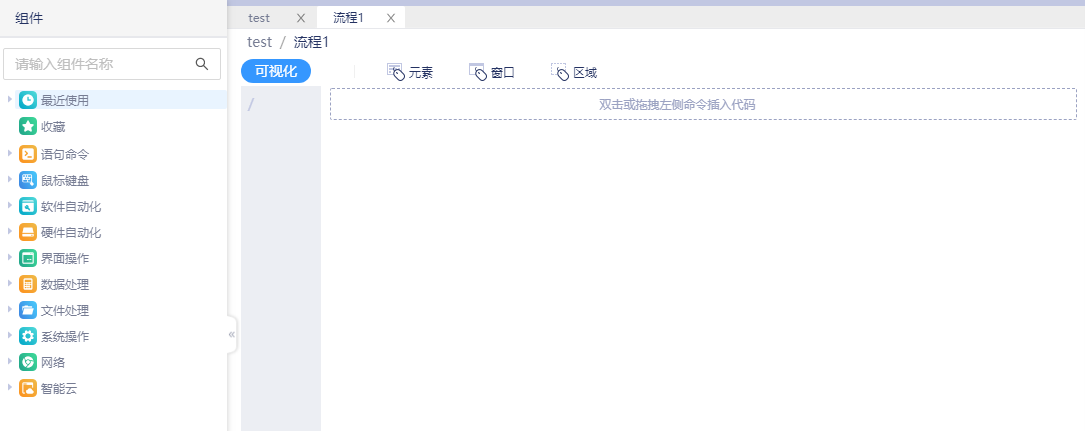 组件
请输入组件名称
最近使用
收藏
语句命令
鼠标键盘
软件自动化
硬件自动化
界面操作
数据处理
文件处理
系统操作
网络
智能云
«
test
流程1
test / 流程1
可视化 元素 窗口 区域
/
双击或拖拽左侧命令插入代码